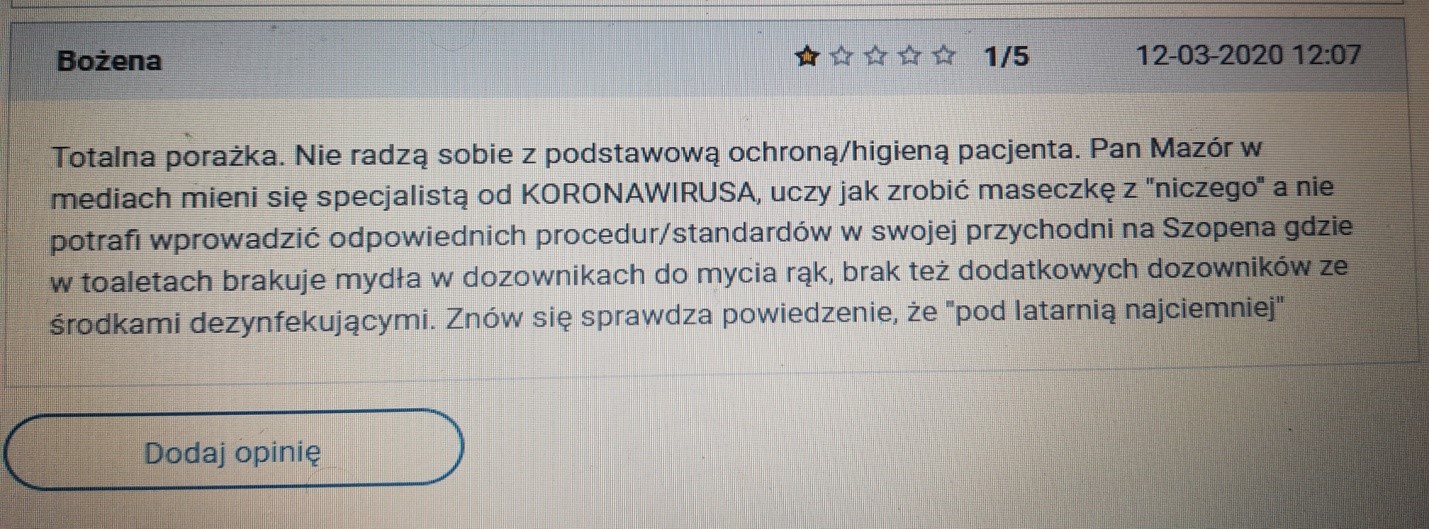 Bożena 1/5 12-03-2020 12:07
Totalna porażka. Nie radzą sobie z podstawową ochroną/higieną pacjenta. Pan Mazór w
mediach mieni się specjalistą od KORONAWIRUSA, uczy jak zrobić maseczkę z "niczego" a nie
potrafi wprowadzić odpowiednich procedur/standardów w swojej przychodni na Szopena gdzie
w toaletach brakuje mydła w dozownikach do mycia rąk, brak też dodatkowych dozowników ze
środkami dezynfekującymi. Znów się sprawdza powiedzenie, że "pod latarnią najciemniej"
Dodaj opinię